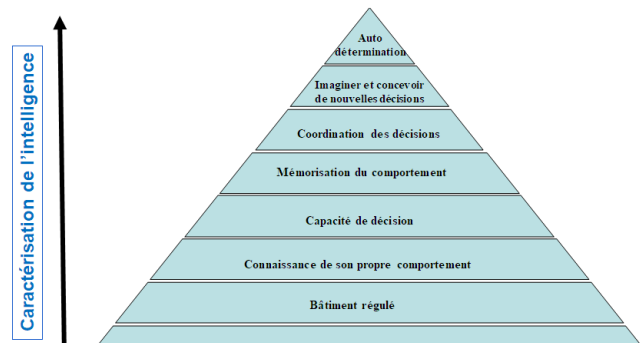 Caractérisation de l'intelligence
Auto
détermination
Imaginer et concevoir
de nouvelles décisions
Coordination des décisions
Mémorisation du comportement
Capacité de décision
Connaissance de son propre comportement
Bâtiment régulé